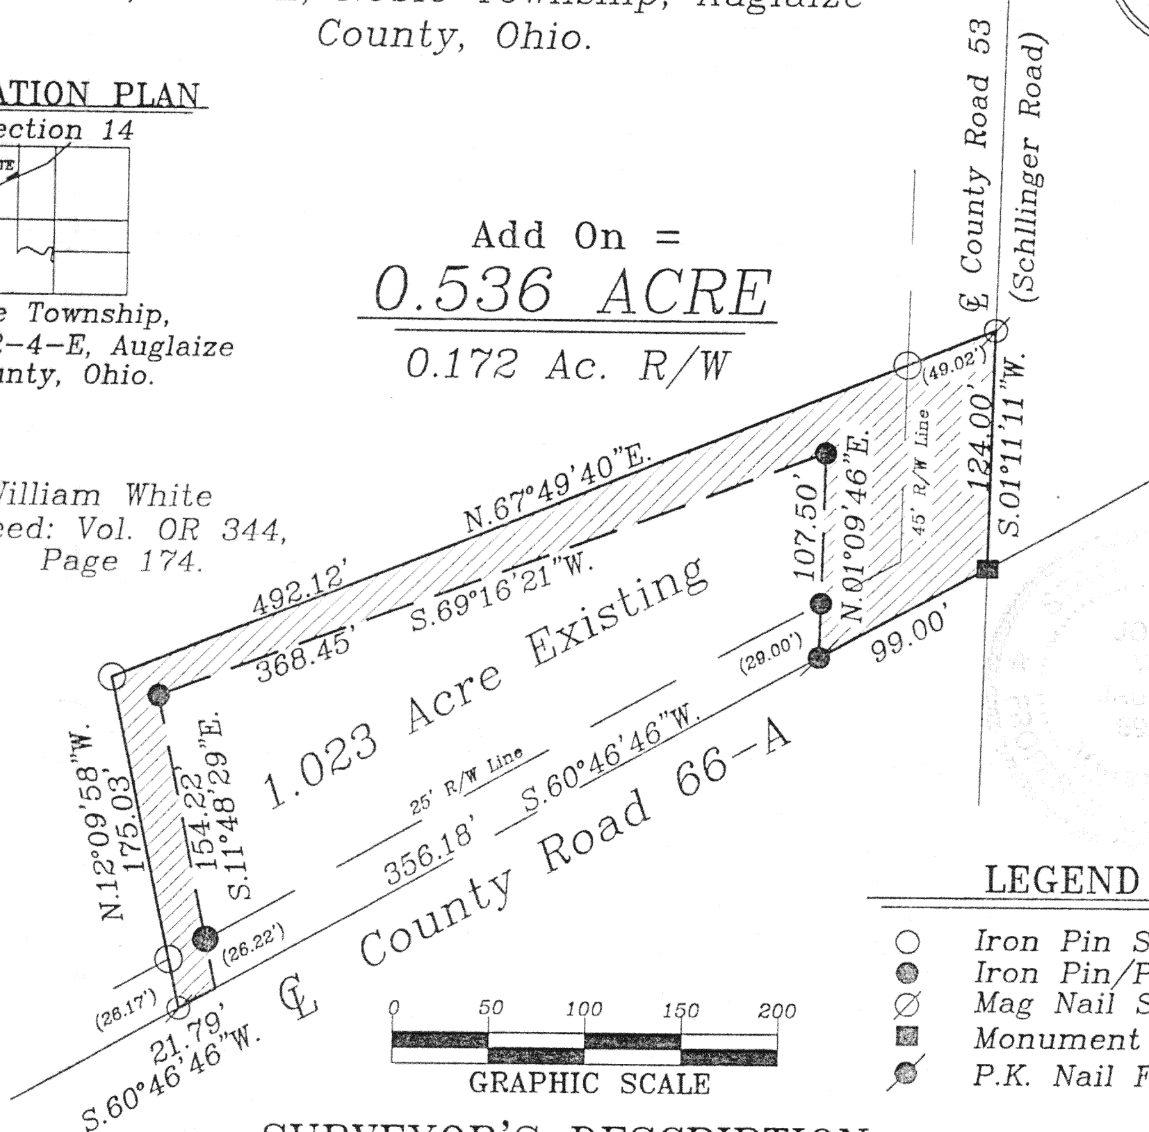 Township, Auglaize
County, Ohio.
ATION PLAN
ection 14
TE
e Township,
2-4-E, Auglaize
unty, Ohio.
William White
eed: Vol. OR 344,
Page 174.
Add On =
0.536 ACRE
0.172 Ac. R/W
℄ County Road 53
(Schllinger Road)
(49.02')
124.00'
S.01°11'11"W.
45' R/W Line
N.67°49'40"E.
492.12'
S.69°16'21"W.
368.45'
107.50'
N.01°09'46"E.
1.023 Acre Existing
(29.00')
99.00'
N.12°09'58"W.
175.03'
154.22'
S.11°48'29"E.
25' R/W Line
S.60°46'46"W.
356.18'
County Road 66-A
℄
(26.22')
(26.17')
21.79'
S.60°46'46"W.
0 50 100 150 200
GRAPHIC SCALE
LEGEND
Iron Pin S
Iron Pin/P
Mag Nail S
Monument
P.K. Nail F
SURVEYOR'S DESCRIPTION